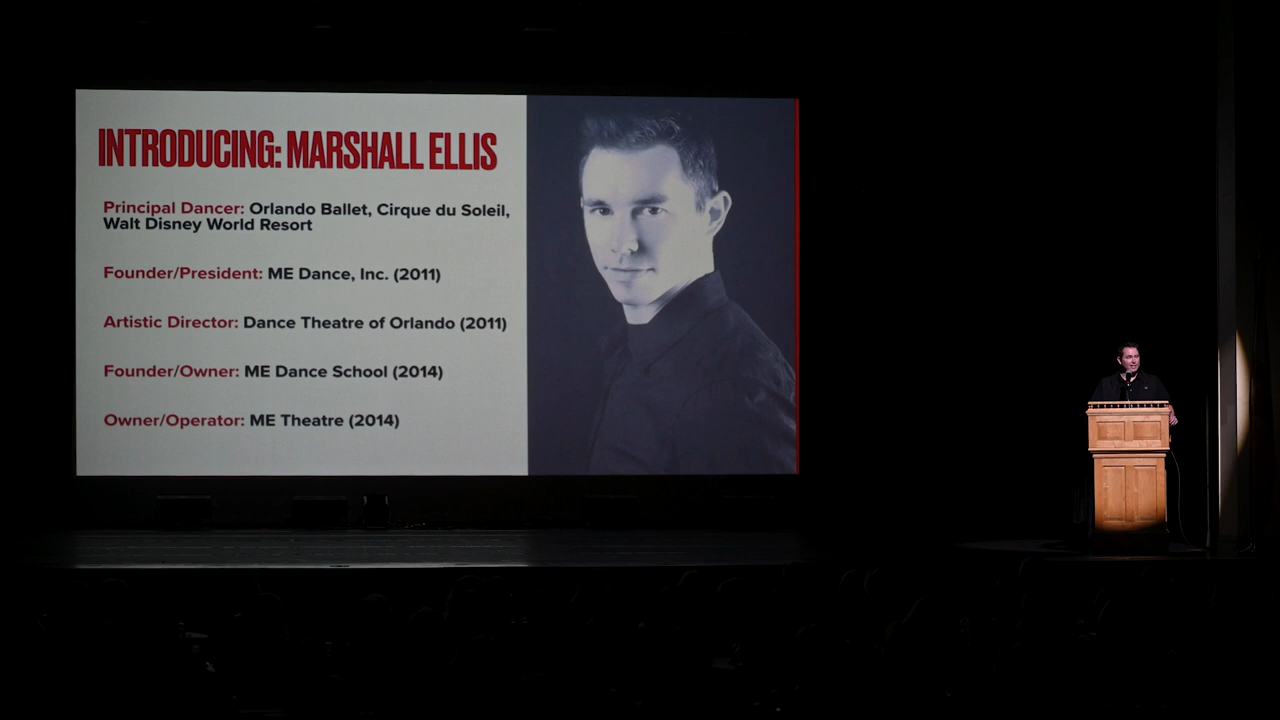 INTRODUCING: MARSHALL ELLIS
Principal Dancer: Orlando Ballet, Cirque du Soleil,
Walt Disney World Resort
Founder/President: ME Dance, Inc. (2011)
Artistic Director: Dance Theatre of Orlando (2011)
Founder/Owner: ME Dance School (2014)
Owner/Operator: ME Theatre (2014)